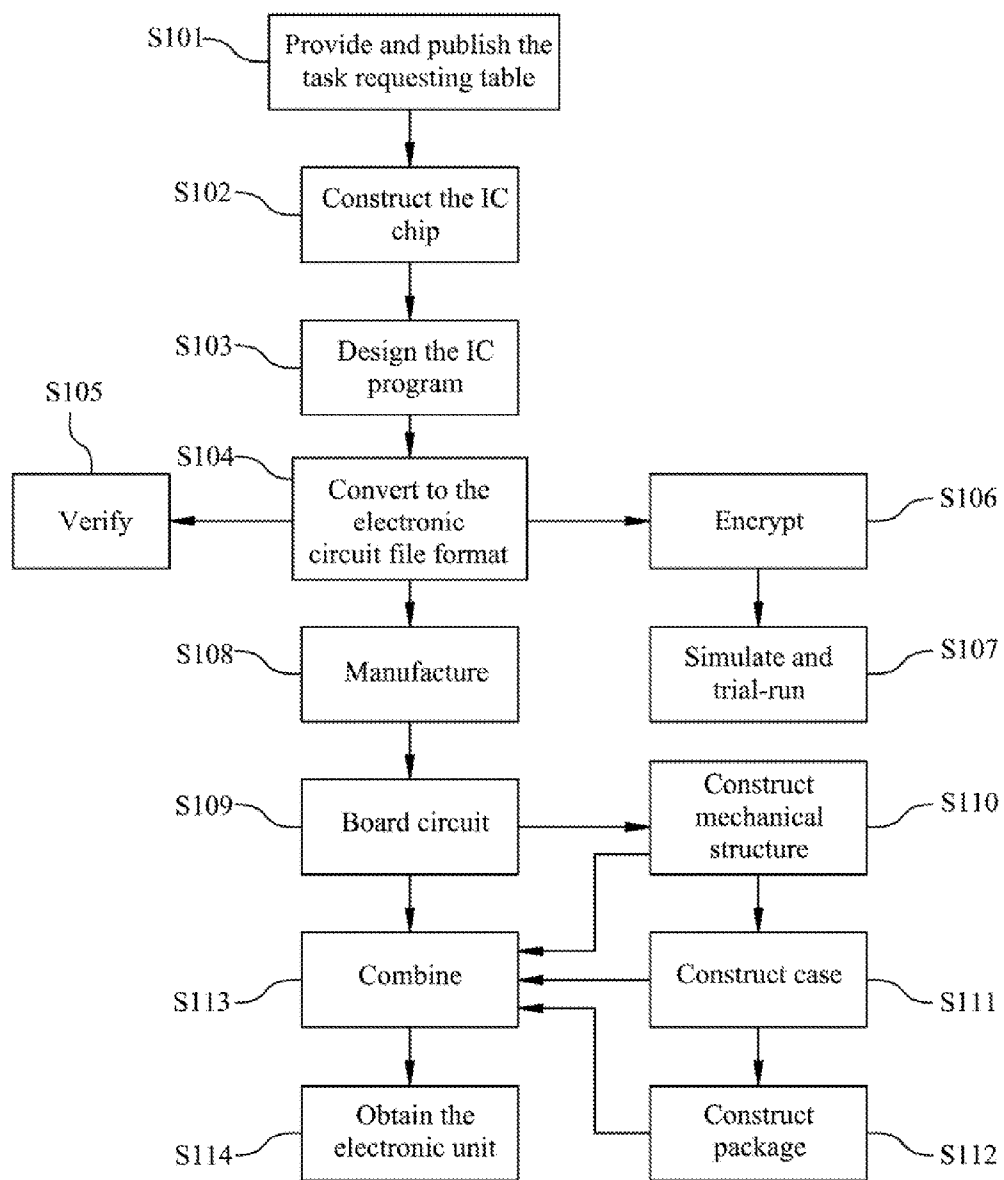 S101
Provide and publish the
task requesting table
S102
Construct the IC
chip
S103
Design the IC
program
S105
Verify
S104
Convert to the
electronic
circuit file format
S106
Encrypt
S108
Manufacture
S107
Simulate and
trial-run
S109
Board circuit
S110
Construct
mechanical
structure
S113
Combine
S111
Construct case
S114
Obtain the
electronic unit
S112
Construct
package